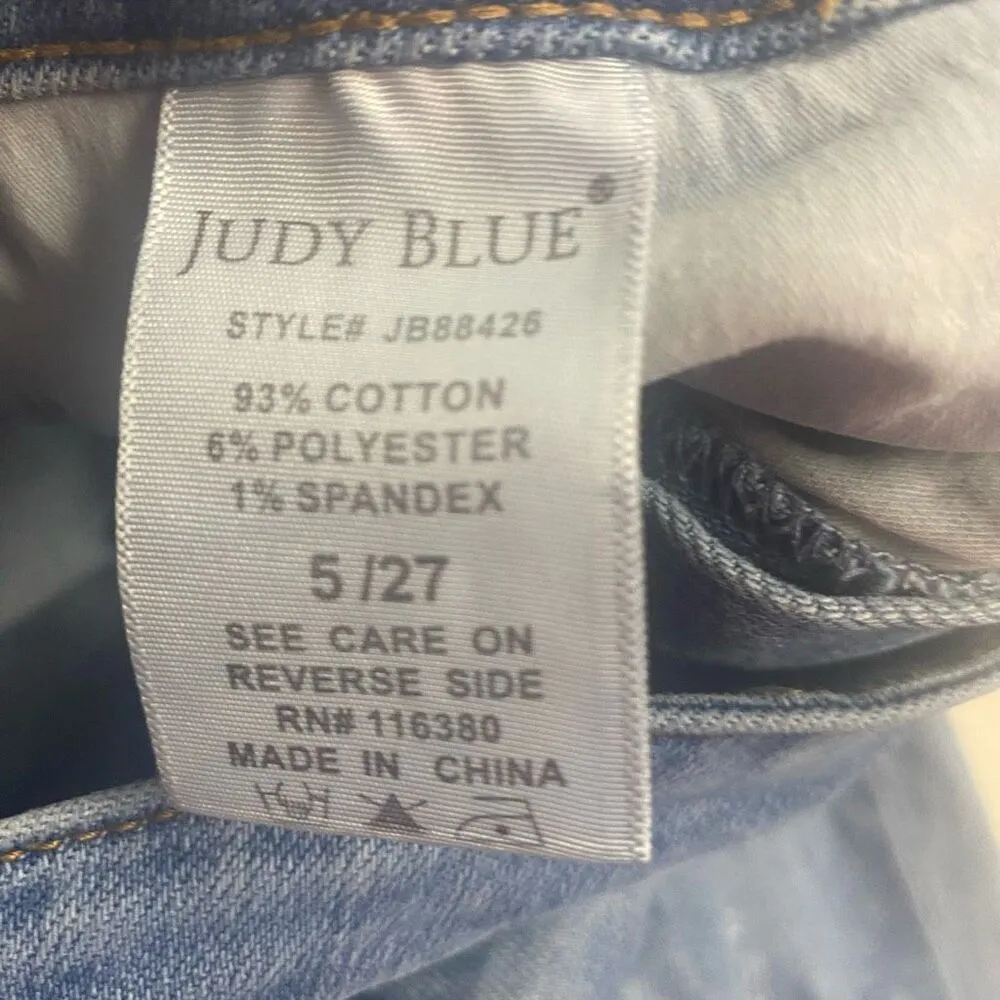 JUDY BLUE®
STYLE# JB88426
93% COTTON
6% POLYESTER
1% SPANDEX
5 /27
SEE CARE ON
REVERSE SIDE
RN# 116380
MADE IN CHINA